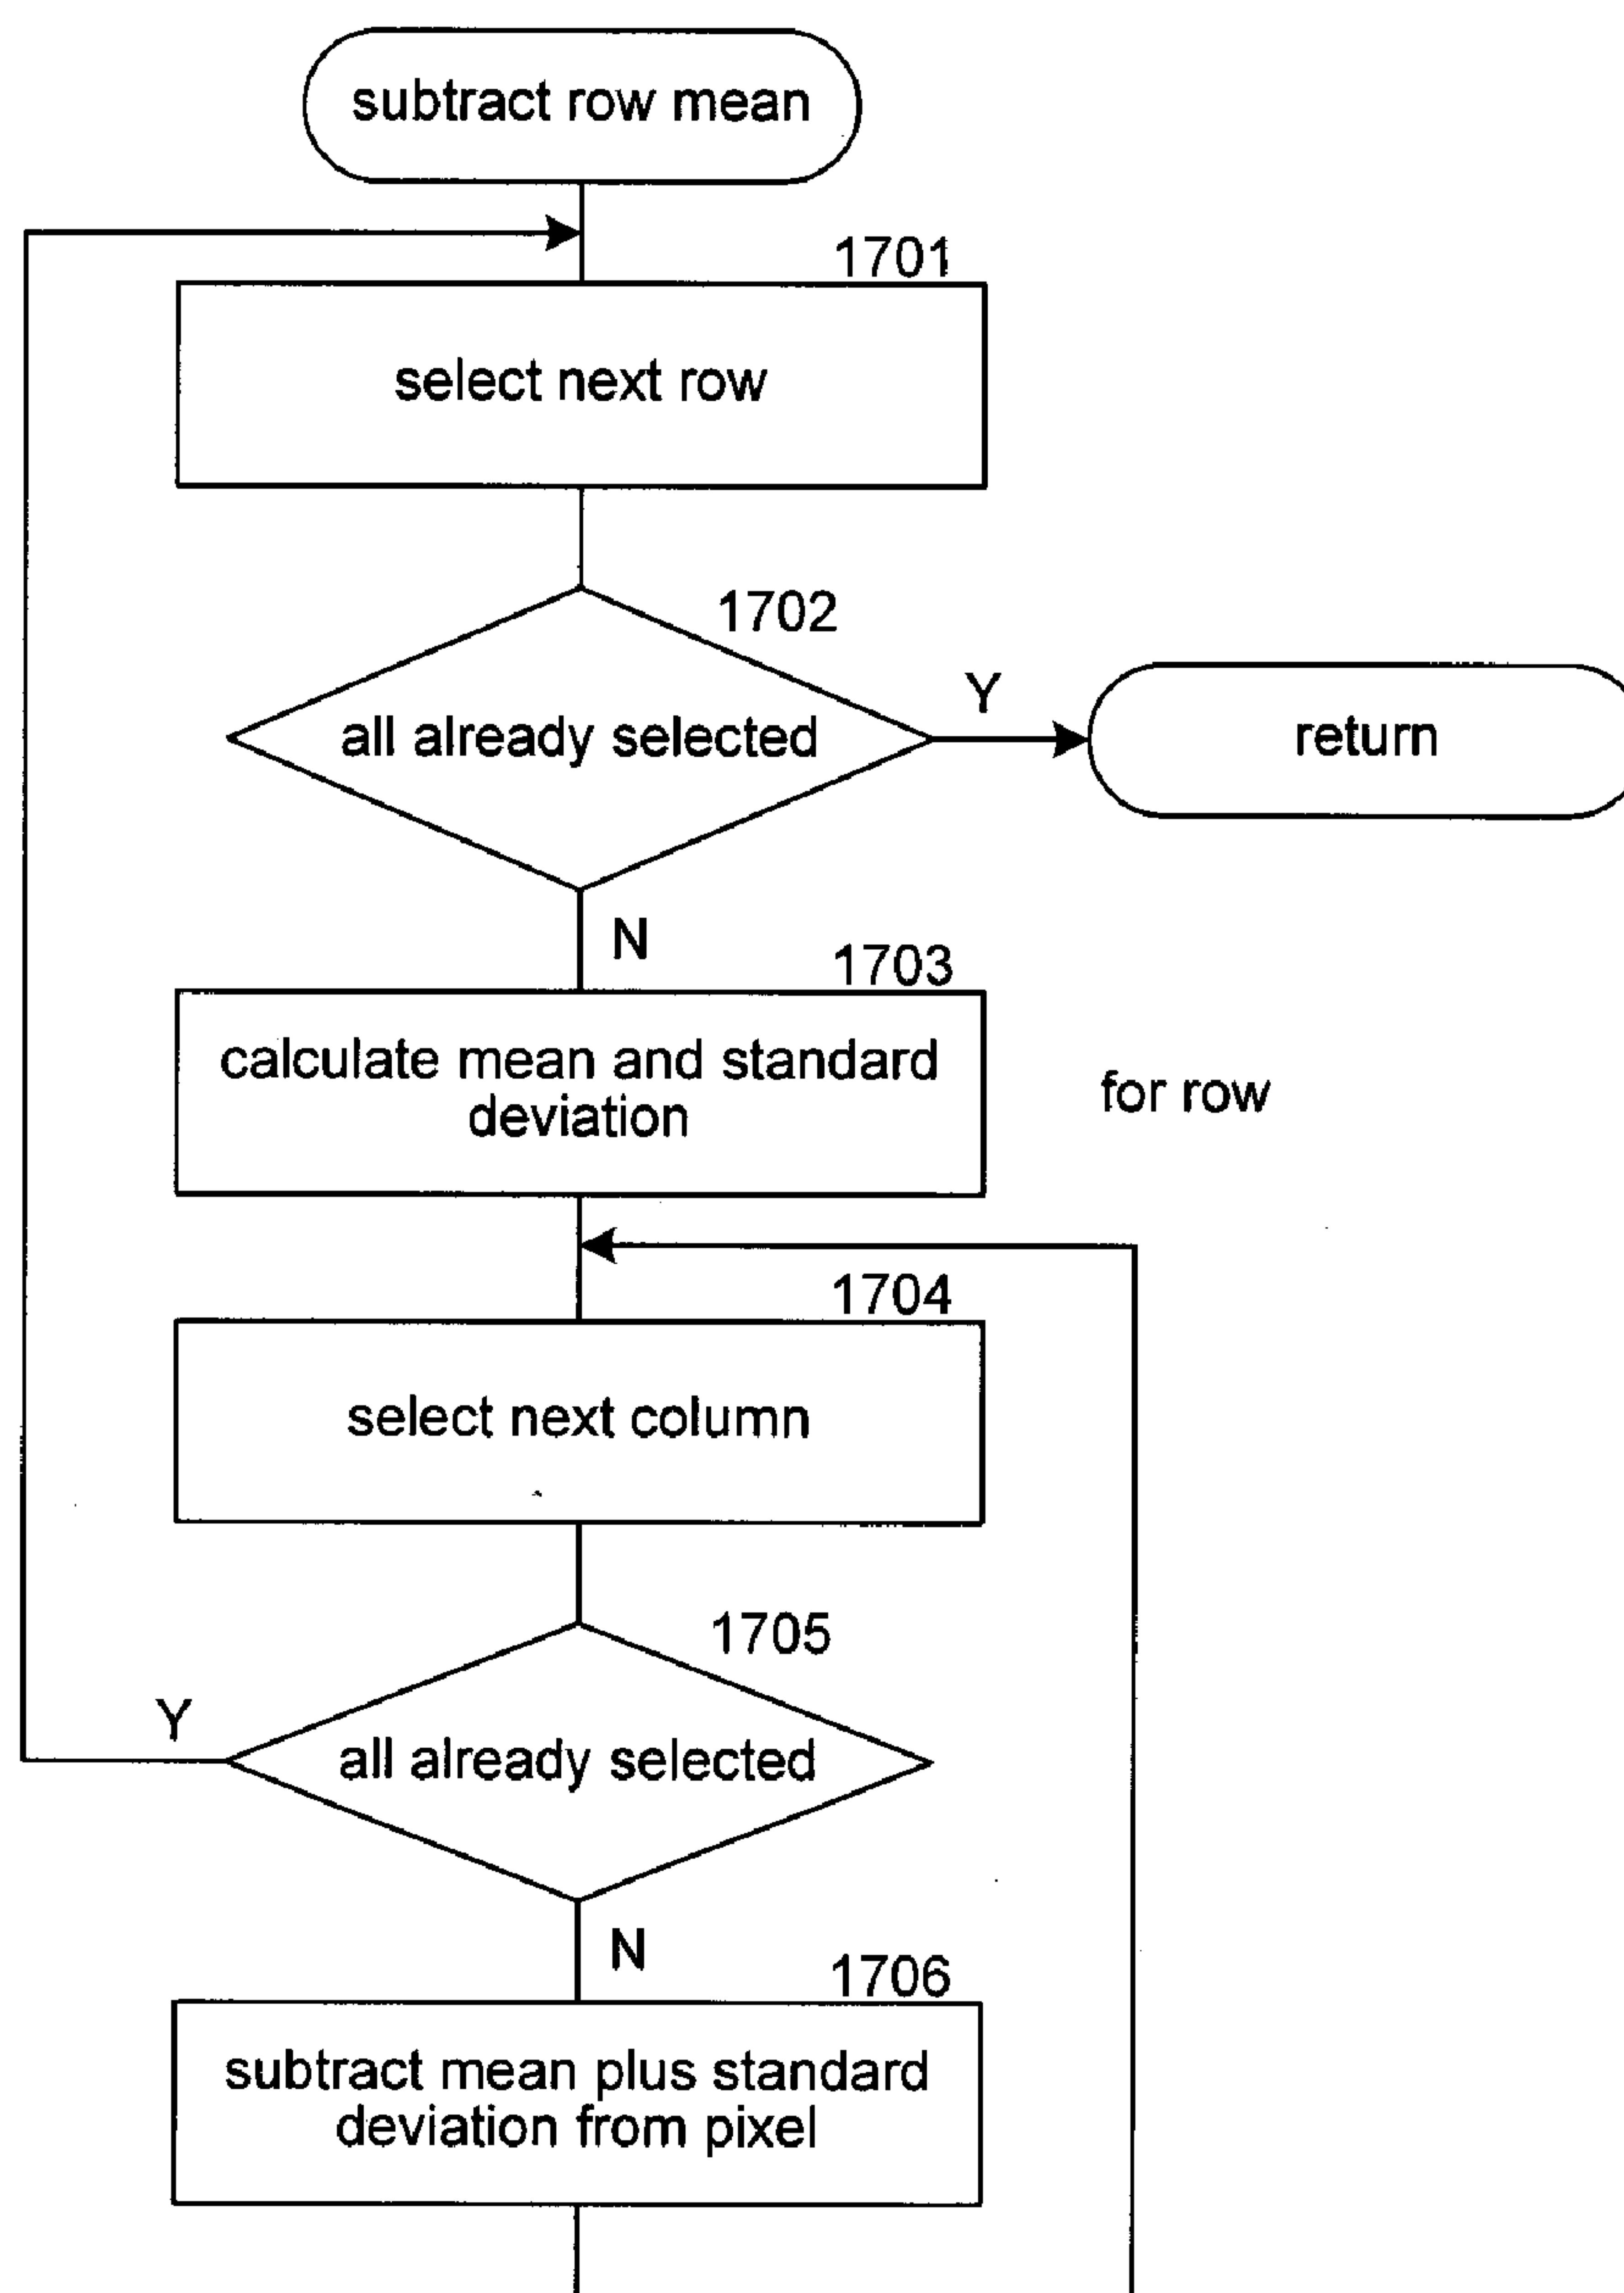 subtract row mean
1701
select next row
1702
all already selected
Y
return
N
1703
calculate mean and standard
deviation
for row
1704
select next column
1705
Y
all already selected
N
1706
subtract mean plus standard
deviation from pixel